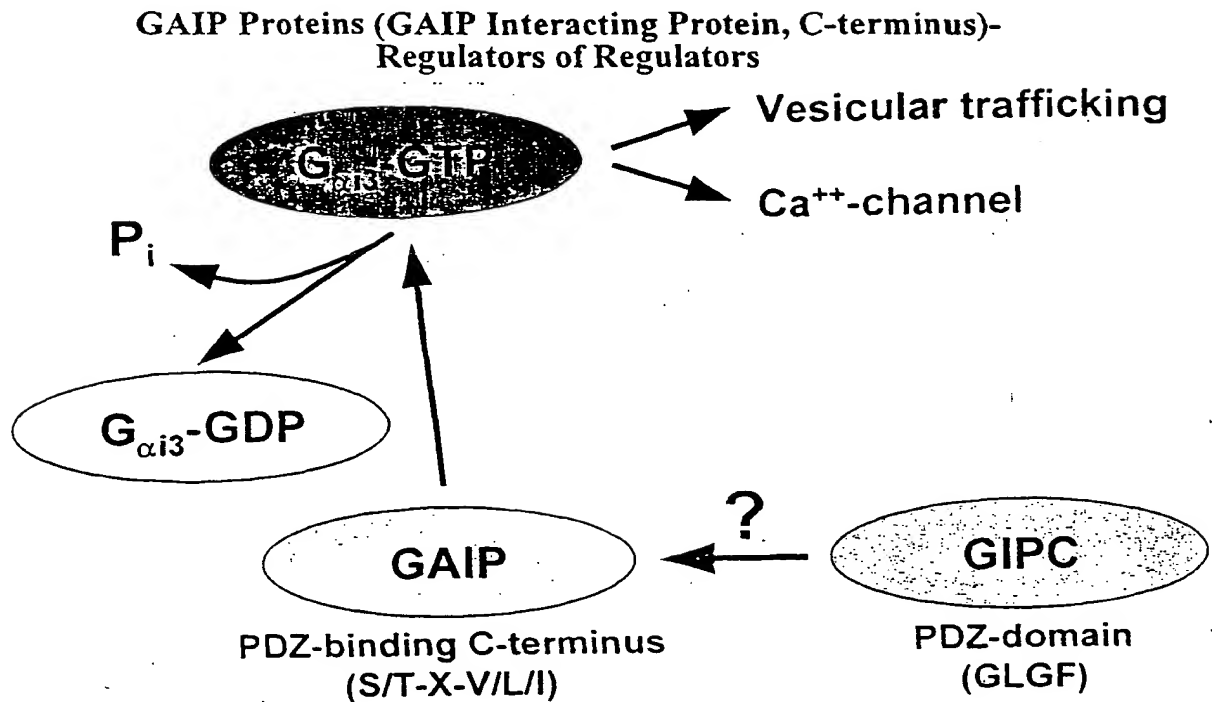 GAIP Proteins (GAIP Interacting Protein, C-terminus)-
Regulators of Regulators
Gαi3-GTP
Vesicular trafficking
Ca++-channel
Pi
Gαi3-GDP
?
GAIP
GIPC
PDZ-binding C-terminus
(S/T-X-V/L/I)
PDZ-domain
(GLGF)